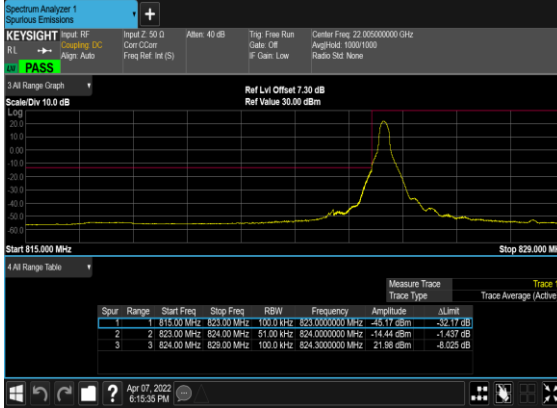 Spectrum Analyzer 1
Spurious Emissions
KEYSIGHT Input: RF Input Z: 50 Ω Atten: 40 dB Trig: Free Run Center Freq: 22.005000000 GHz
RL Coupling: DC Corr CCorr Gate: Off Avg|Hold: 1000/1000
Align: Auto Freq Ref: Int (S) IF Gain: Low Radio Std: None
LXI PASS
3 All Range Graph
Ref Lvl Offset 7.30 dB
Scale/Div 10.0 dB Ref Value 30.00 dBm
Log
20.0
10.0
0.00
-10.0
-20.0
-30.0
-40.0
-50.0
-60.0
Start 815.000 MHz Stop 829.000 MH
4 All Range Table
Measure Trace Trace 1
Trace Type Trace Average (Active
Spur Range Start Freq Stop Freq RBW Frequency Amplitude ΔLimit
1 1 815.00 MHz 823.00 MHz 100.0 kHz 823.0000000 MHz -45.17 dBm -32.17 dB
2 2 823.00 MHz 824.00 MHz 51.00 kHz 824.0000000 MHz -14.44 dBm -1.437 dB
3 3 824.00 MHz 829.00 MHz 100.0 kHz 824.3000000 MHz 21.98 dBm -8.025 dB
Apr 07, 2022
6:15:35 PM